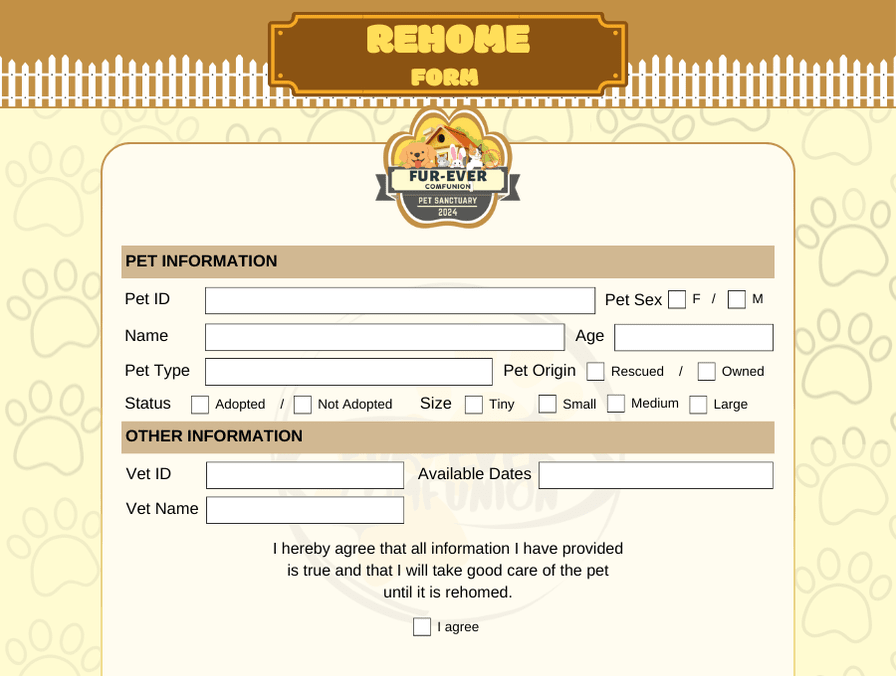 REHOME
FORM
FUR-EVER
COMFUNION
PET SANCTUARY
2024
PET INFORMATION
Pet ID Pet Sex F / M
Name Age
Pet Type Pet Origin Rescued / Owned
Status Adopted / Not Adopted Size Tiny Small Medium Large
OTHER INFORMATION
Vet ID Available Dates
Vet Name
I hereby agree that all information I have provided
is true and that I will take good care of the pet
until it is rehomed.
I agree